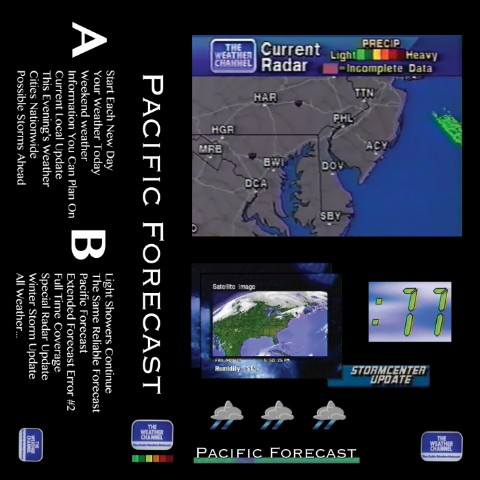 A
Start Each New Day
Your Weather Today
Weekend weather
Information You Can Plan On
Current Local Update
This Evening's Weather
Cities Nationwide
Possible Storms Ahead
B
Light Showers Continue
The Same Reliable Forecast
Pacific Forecast
Extended Forecast Error #2
Full Time Coverage
Special Radar Update
Winter Storm Update
All Weather...
PACIFIC FORECAST
THE
WEATHER
CHANNEL
THE
WEATHER
CHANNEL
THE
WEATHER
CHANNEL
Current
Radar
PRECIP
Light Heavy
=Incomplete Data
HAR
TTN
PHL
HGR
MRB
ACY
BWI
DOV
DCA
SBY
Satellite Image
Humidity
:77
STORMCENTER
UPDATE
PACIFIC FORECAST
THE
WEATHER
CHANNEL